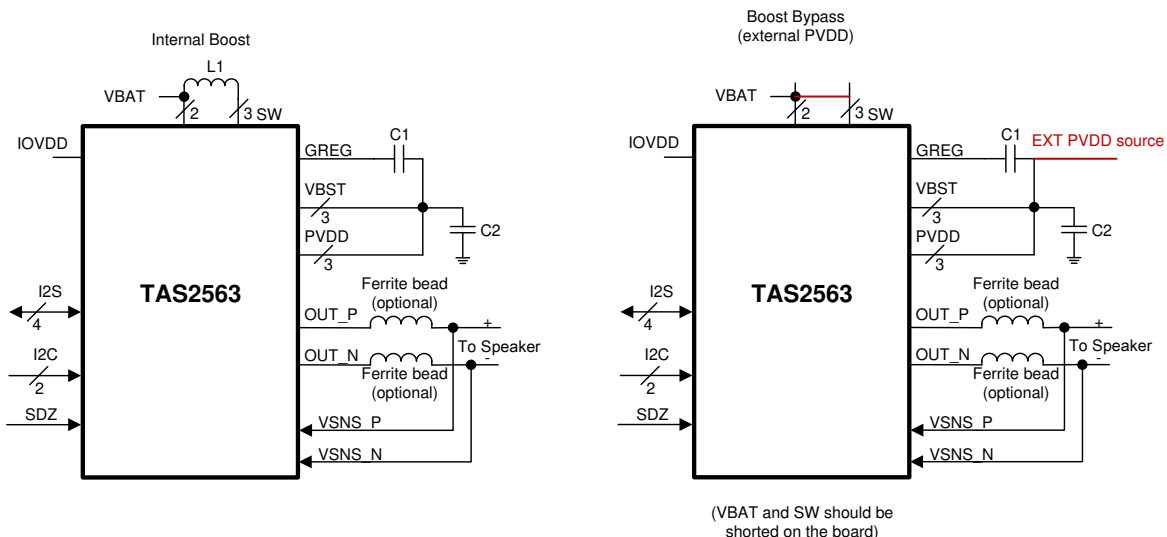 Internal Boost
L1
VBAT
2
3
SW
IOVDD
GREG
C1
VBST
3
PVDD
3
C2
TAS2563
I2S
4
I2C
2
SDZ
OUT_P
Ferrite bead
(optional)
+
To Speaker
-
OUT_N
Ferrite bead
(optional)
VSNS_P
VSNS_N
Boost Bypass
(external PVDD)
VBAT
2
3
SW
IOVDD
GREG
C1
EXT PVDD source
VBST
3
PVDD
3
C2
TAS2563
I2S
4
I2C
2
SDZ
OUT_P
Ferrite bead
(optional)
+
To Speaker
-
OUT_N
Ferrite bead
(optional)
VSNS_P
VSNS_N
(VBAT and SW should be
shorted on the board)